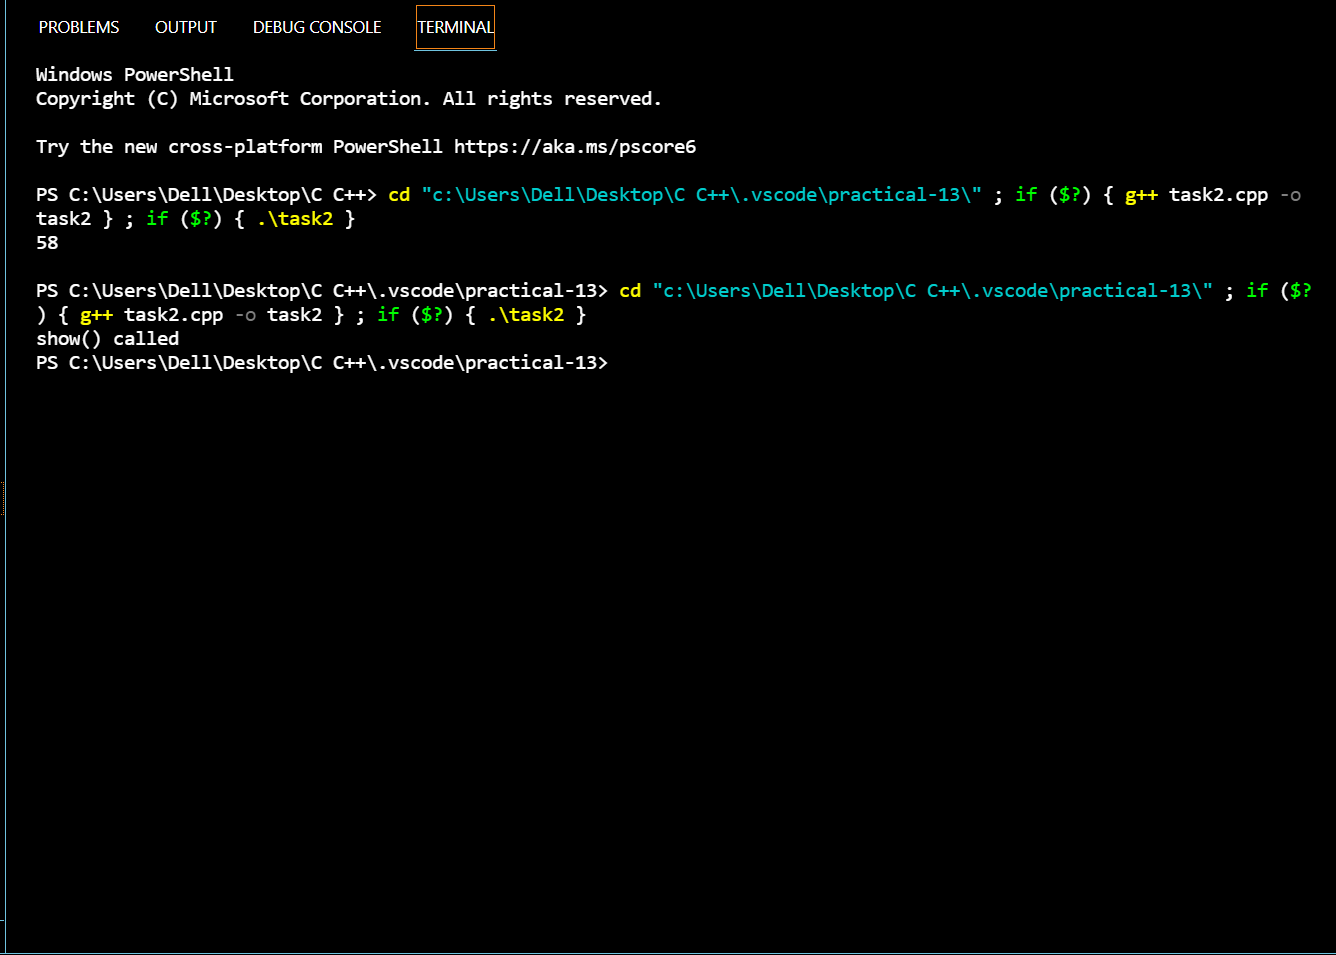 PROBLEMS OUTPUT DEBUG CONSOLE TERMINAL
Windows PowerShell
Copyright (C) Microsoft Corporation. All rights reserved.
Try the new cross-platform PowerShell https://aka.ms/pscore6
PS C:\Users\Dell\Desktop\C C++> cd "c:\Users\Dell\Desktop\C C++\.vscode\practical-13\" ; if ($?) { g++ task2.cpp -o
task2 } ; if ($?) { .\task2 }
58
PS C:\Users\Dell\Desktop\C C++\.vscode\practical-13> cd "c:\Users\Dell\Desktop\C C++\.vscode\practical-13\" ; if ($?
) { g++ task2.cpp -o task2 } ; if ($?) { .\task2 }
show() called
PS C:\Users\Dell\Desktop\C C++\.vscode\practical-13>